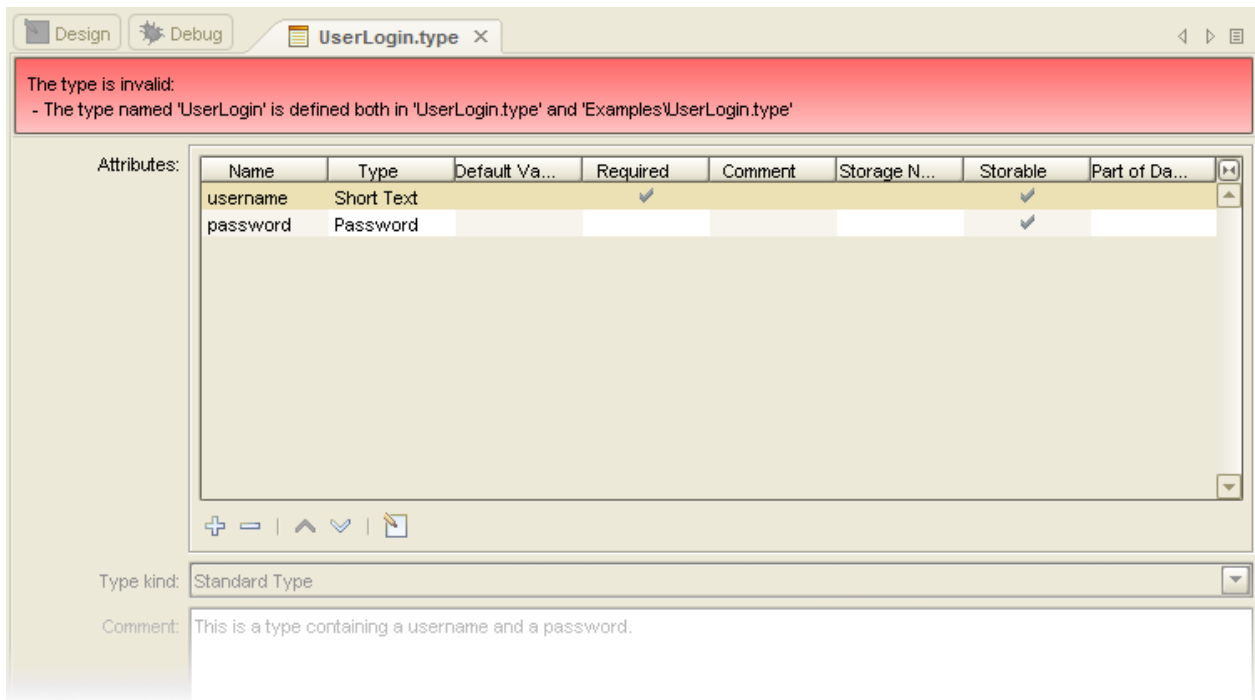 Design Debug UserLogin.type
The type is invalid:
- The type named 'UserLogin' is defined both in 'UserLogin.type' and 'Examples\UserLogin.type'
Attributes:
Name Type Default Va... Required Comment Storage N... Storable Part of Da...
username Short Text
password Password
Type kind: Standard Type
Comment: This is a type containing a username and a password.